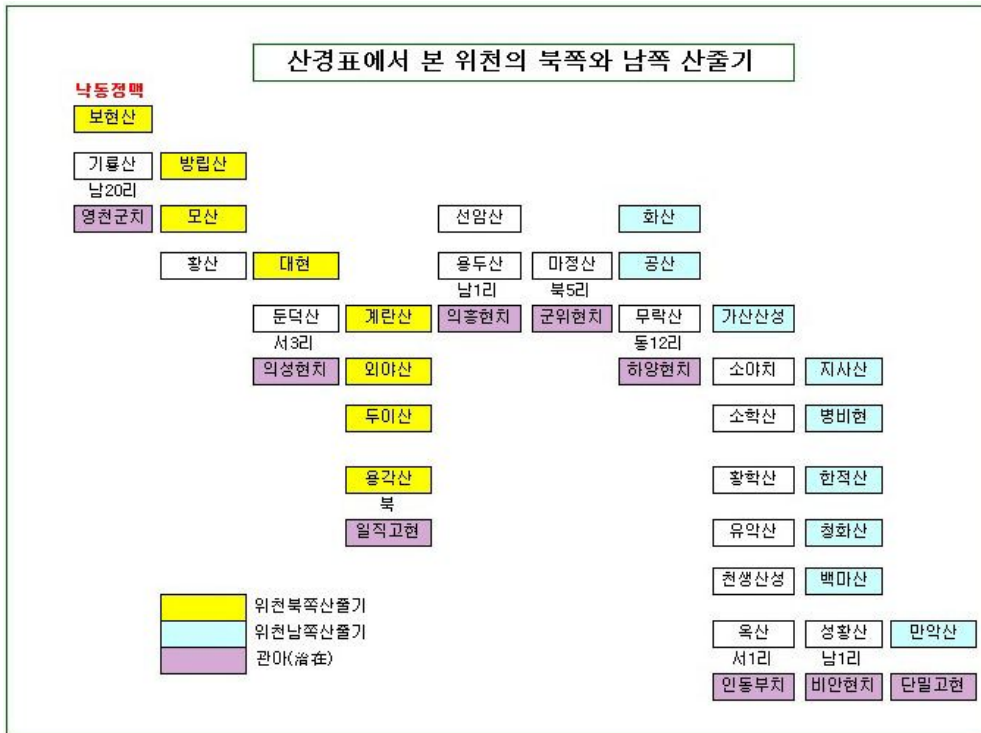 산경표에서 본 위천의 북쪽와 남쪽 산줄기
낙동정맥
보현산
기룡산 방립산
남20리
영천군치 모산 선암산 화산
황산 대현 용두산 마정산 공산
남1리 북5리
둔덕산 계란산 의흥현치 군위현치 무락산 가산산성
서3리 동12리
의성현치 외야산 하양현치 소야치 지사산
두이산 소학산 병비현
용각산 황학산 한적산
북
일직고현 유악산 청화산
천생산성 백마산
위천북쪽산줄기
위천남쪽산줄기 옥산 성황산 만악산
관아(治在) 서1리 남1리
인동부치 비안현치 단밀고현